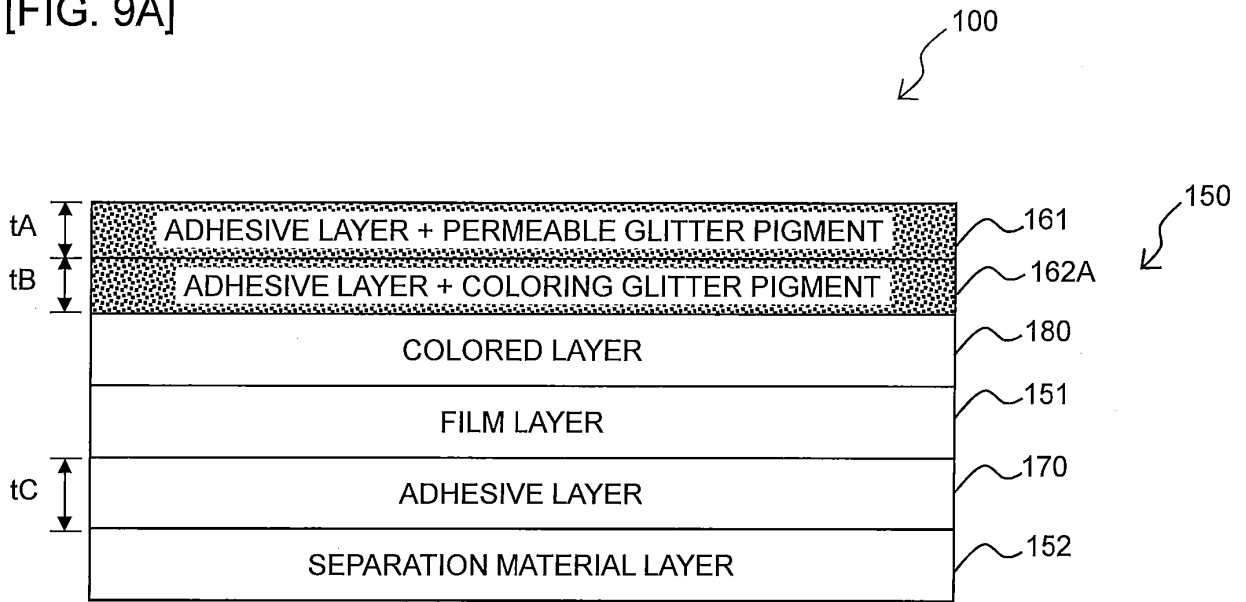 [FIG. 9A]
100
150
tA ADHESIVE LAYER + PERMEABLE GLITTER PIGMENT 161
tB ADHESIVE LAYER + COLORING GLITTER PIGMENT 162A
COLORED LAYER 180
FILM LAYER 151
tC ADHESIVE LAYER 170
SEPARATION MATERIAL LAYER 152